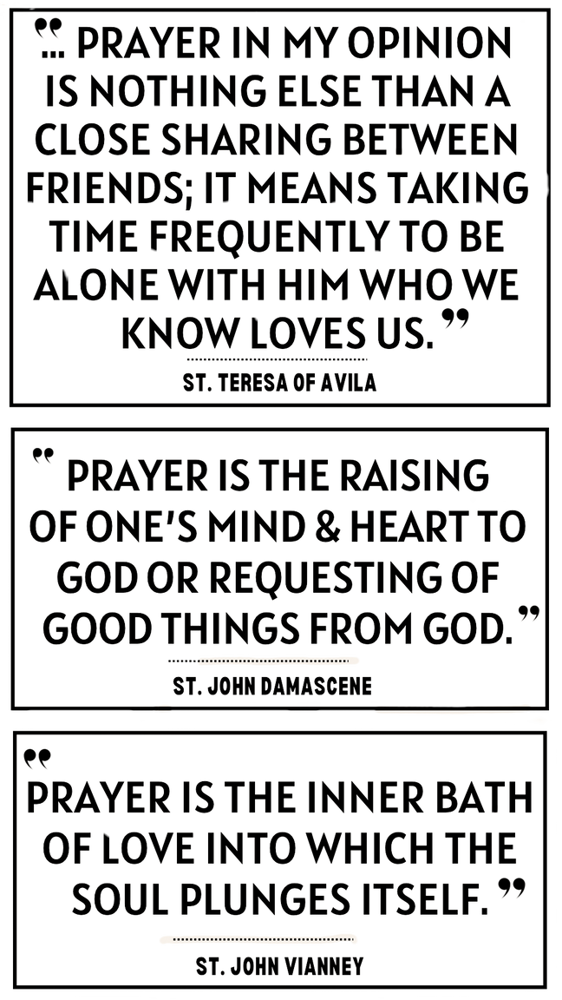 ” ... PRAYER IN MY OPINION
IS NOTHING ELSE THAN A
CLOSE SHARING BETWEEN
FRIENDS; IT MEANS TAKING
TIME FREQUENTLY TO BE
ALONE WITH HIM WHO WE
KNOW LOVES US.”
ST. TERESA OF AVILA
” PRAYER IS THE RAISING
OF ONE'S MIND & HEART TO
GOD OR REQUESTING OF
GOOD THINGS FROM GOD.”
ST. JOHN DAMASCENE
”
PRAYER IS THE INNER BATH
OF LOVE INTO WHICH THE
SOUL PLUNGES ITSELF.”
ST. JOHN VIANNEY